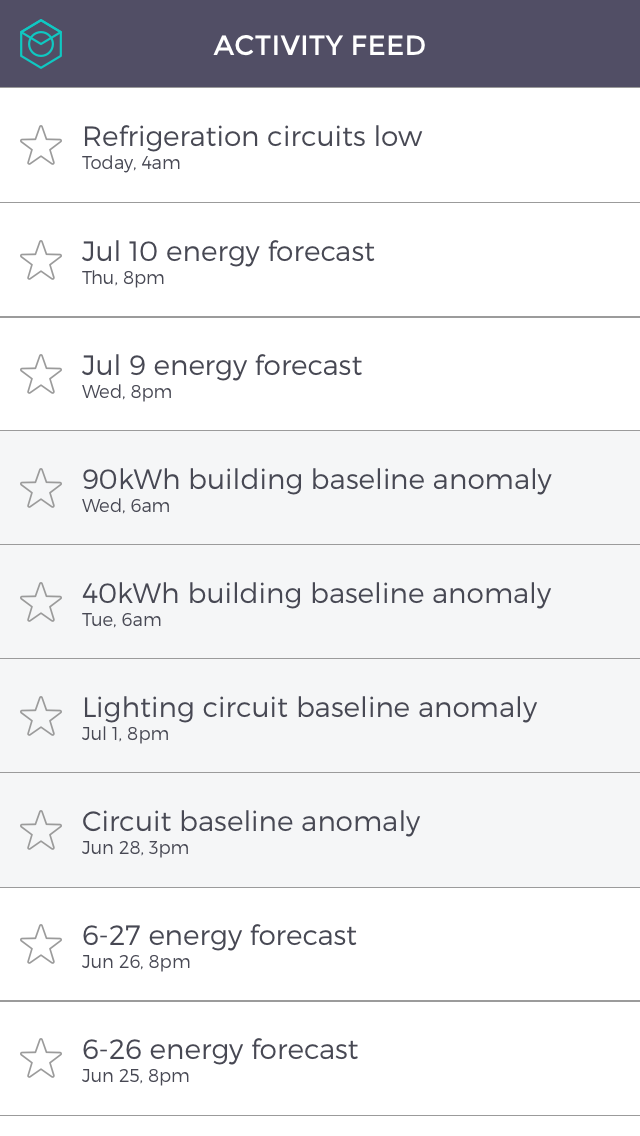 ACTIVITY FEED
Refrigeration circuits low
Today, 4am
Jul 10 energy forecast
Thu, 8pm
Jul 9 energy forecast
Wed, 8pm
90kWh building baseline anomaly
Wed, 6am
40kWh building baseline anomaly
Tue, 6am
Lighting circuit baseline anomaly
Jul 1, 8pm
Circuit baseline anomaly
Jun 28, 3pm
6-27 energy forecast
Jun 26, 8pm
6-26 energy forecast
Jun 25, 8pm